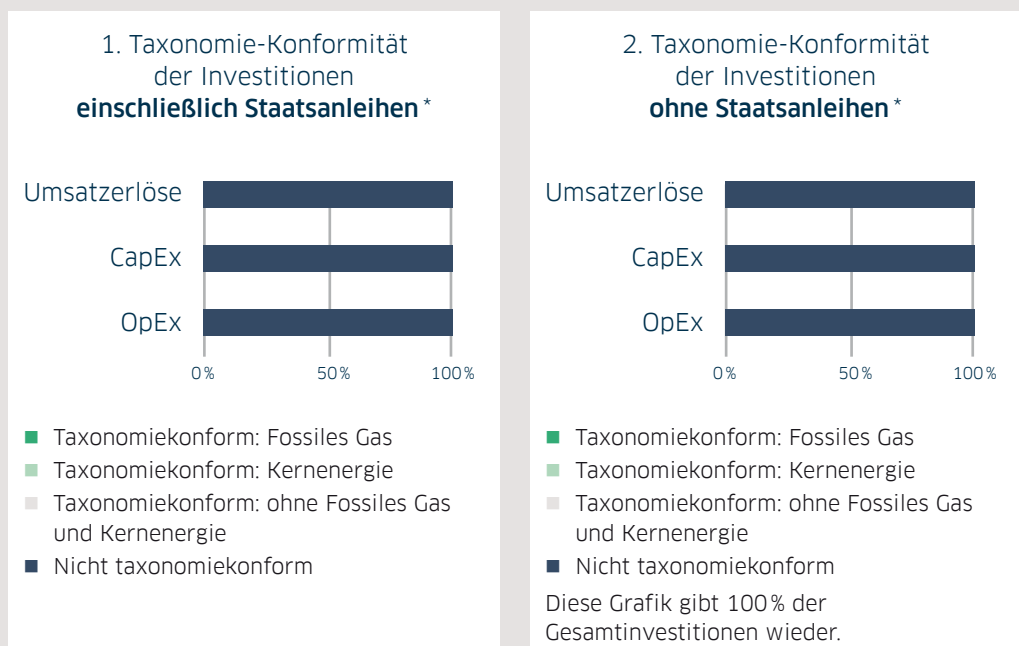 1. Taxonomie-Konformität
der Investitionen
einschließlich Staatsanleihen *
Umsatzerlöse
CapEx
OpEx
0 %
50 %
100 %
Taxonomiekonform: Fossiles Gas
Taxonomiekonform: Kernenergie
Taxonomiekonform: ohne Fossiles Gas
und Kernenergie
Nicht taxonomiekonform
2. Taxonomie-Konformität
der Investitionen
ohne Staatsanleihen *
Umsatzerlöse
CapEx
OpEx
0 %
50 %
100 %
Taxonomiekonform: Fossiles Gas
Taxonomiekonform: Kernenergie
Taxonomiekonform: ohne Fossiles Gas
und Kernenergie
Nicht taxonomiekonform
Diese Grafik gibt 100 % der
Gesamtinvestitionen wieder.